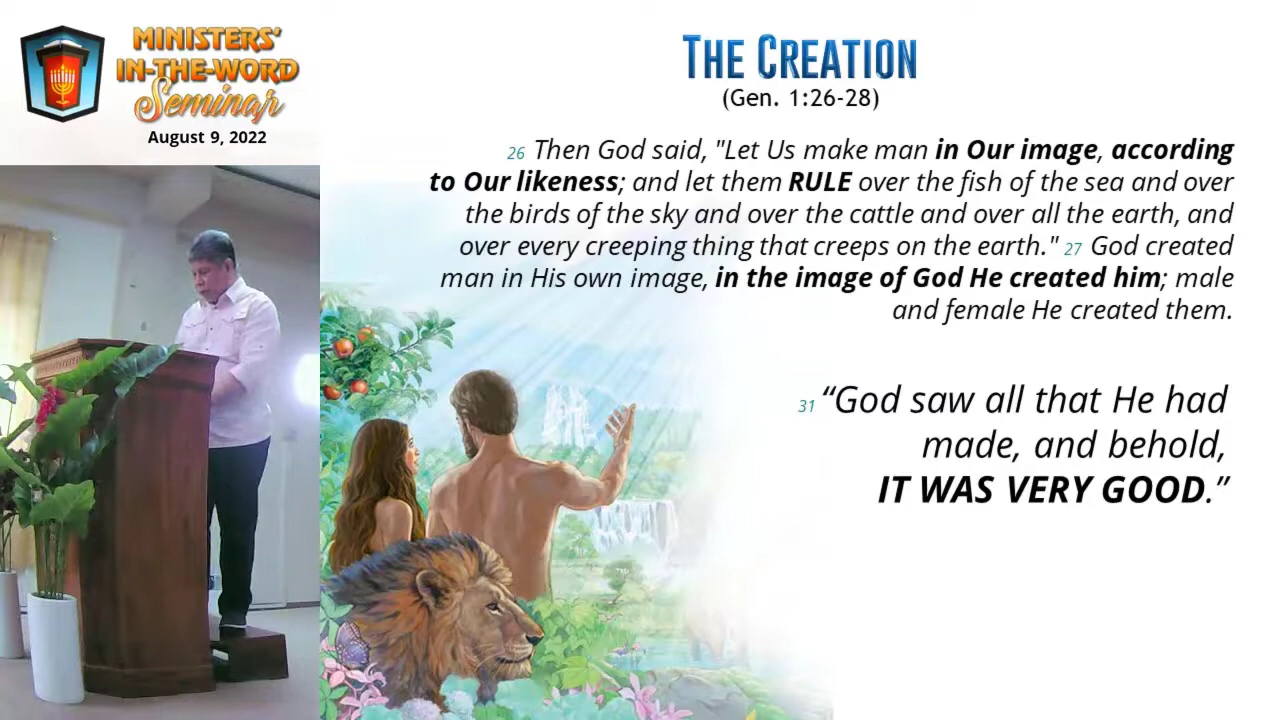 MINISTERS'
IN-THE-WORD
Seminar
August 9, 2022
THE CREATION
(Gen. 1:26-28)
26 Then God said, "Let Us make man in Our image, according
to Our likeness; and let them RULE over the fish of the sea and over
the birds of the sky and over the cattle and over all the earth, and
over every creeping thing that creeps on the earth." 27 God created
man in His own image, in the image of God He created him; male
and female He created them.
31 “God saw all that He had
made, and behold,
IT WAS VERY GOOD.”